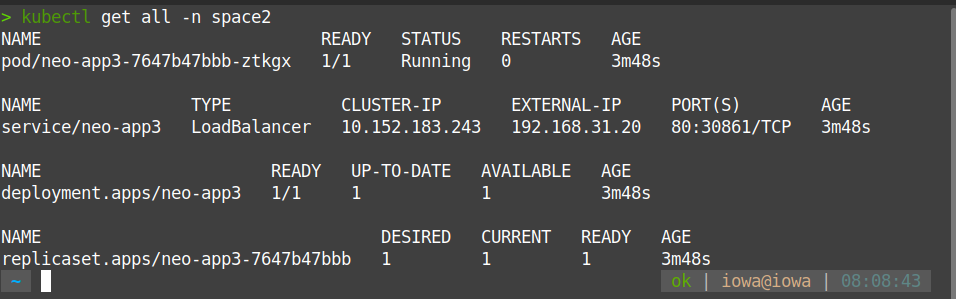 > kubectl get all -n space2
NAME READY STATUS RESTARTS AGE
pod/neo-app3-7647b47bbb-ztkgx 1/1 Running 0 3m48s
NAME TYPE CLUSTER-IP EXTERNAL-IP PORT(S) AGE
service/neo-app3 LoadBalancer 10.152.183.243 192.168.31.20 80:30861/TCP 3m48s
NAME READY UP-TO-DATE AVAILABLE AGE
deployment.apps/neo-app3 1/1 1 1 3m48s
NAME DESIRED CURRENT READY AGE
replicaset.apps/neo-app3-7647b47bbb 1 1 1 3m48s
~ ok | iowa@iowa | 08:08:43